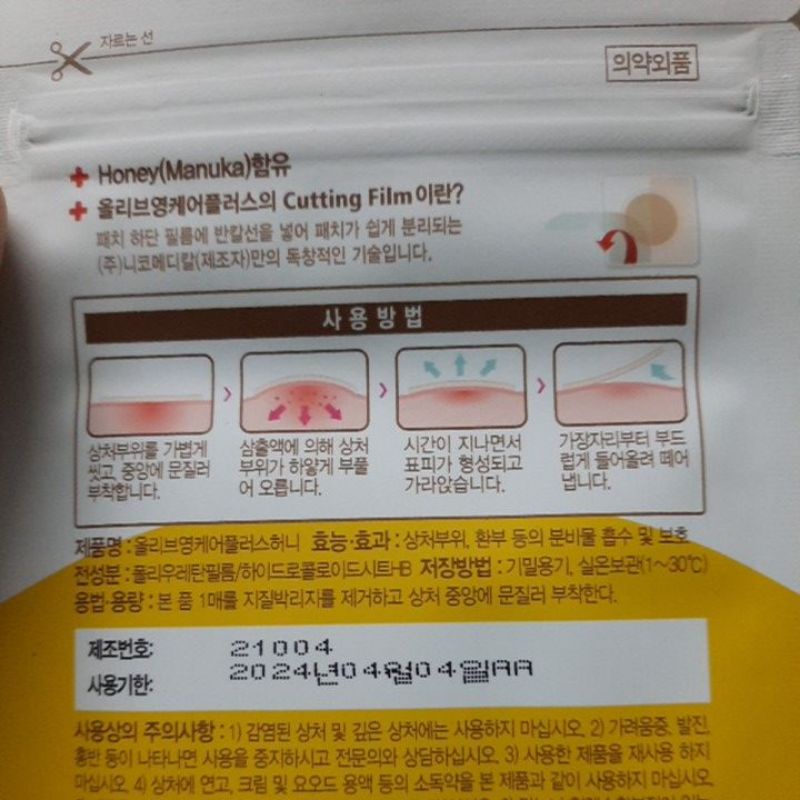 자르는 선
의약외품
Honey(Manuka)함유
올리브영케어플러스의 Cutting Film이란?
패치 하단 필름에 반칼선을 넣어 패치가 쉽게 분리되는
(주)니코메디칼(제조자)만의 독창적인 기술입니다.
사용방법
상처부위를 가볍게
씻고, 중앙에 문질러
부착합니다.
삼출액에 의해 상처
부위가 하얗게 부풀
어 오릅니다.
시간이 지나면서
표피가 형성되고
가라앉습니다.
가장자리부터 부드
럽게 들어올려 떼어
냅니다.
제품명 : 올리브영케어플러스허니 효능·효과 : 상처부위, 환부 등의 분비물 흡수 및 보호
전성분 : 폴리우레탄필름/하이드로콜로이드시트HB 저장방법 : 기밀용기, 실온보관(1~30℃)
용법·용량 : 본 품 1매를 지질박리지를 제거하고 상처 중앙에 문질러 부착한다.
제조번호: 21004
사용기한: 2024년04월04일AA
사용상의 주의사항 : 1) 감염된 상처 및 깊은 상처에는 사용하지 마십시오. 2) 가려움증, 발진,
홍반 등이 나타나면 사용을 중지하시고 전문의와 상담하십시오. 3) 사용한 제품을 재사용 하지
마십시오. 4) 상처에 연고, 크림 및 요오드 용액 등의 소독약을 본 제품과 같이 사용하지 마십시오.